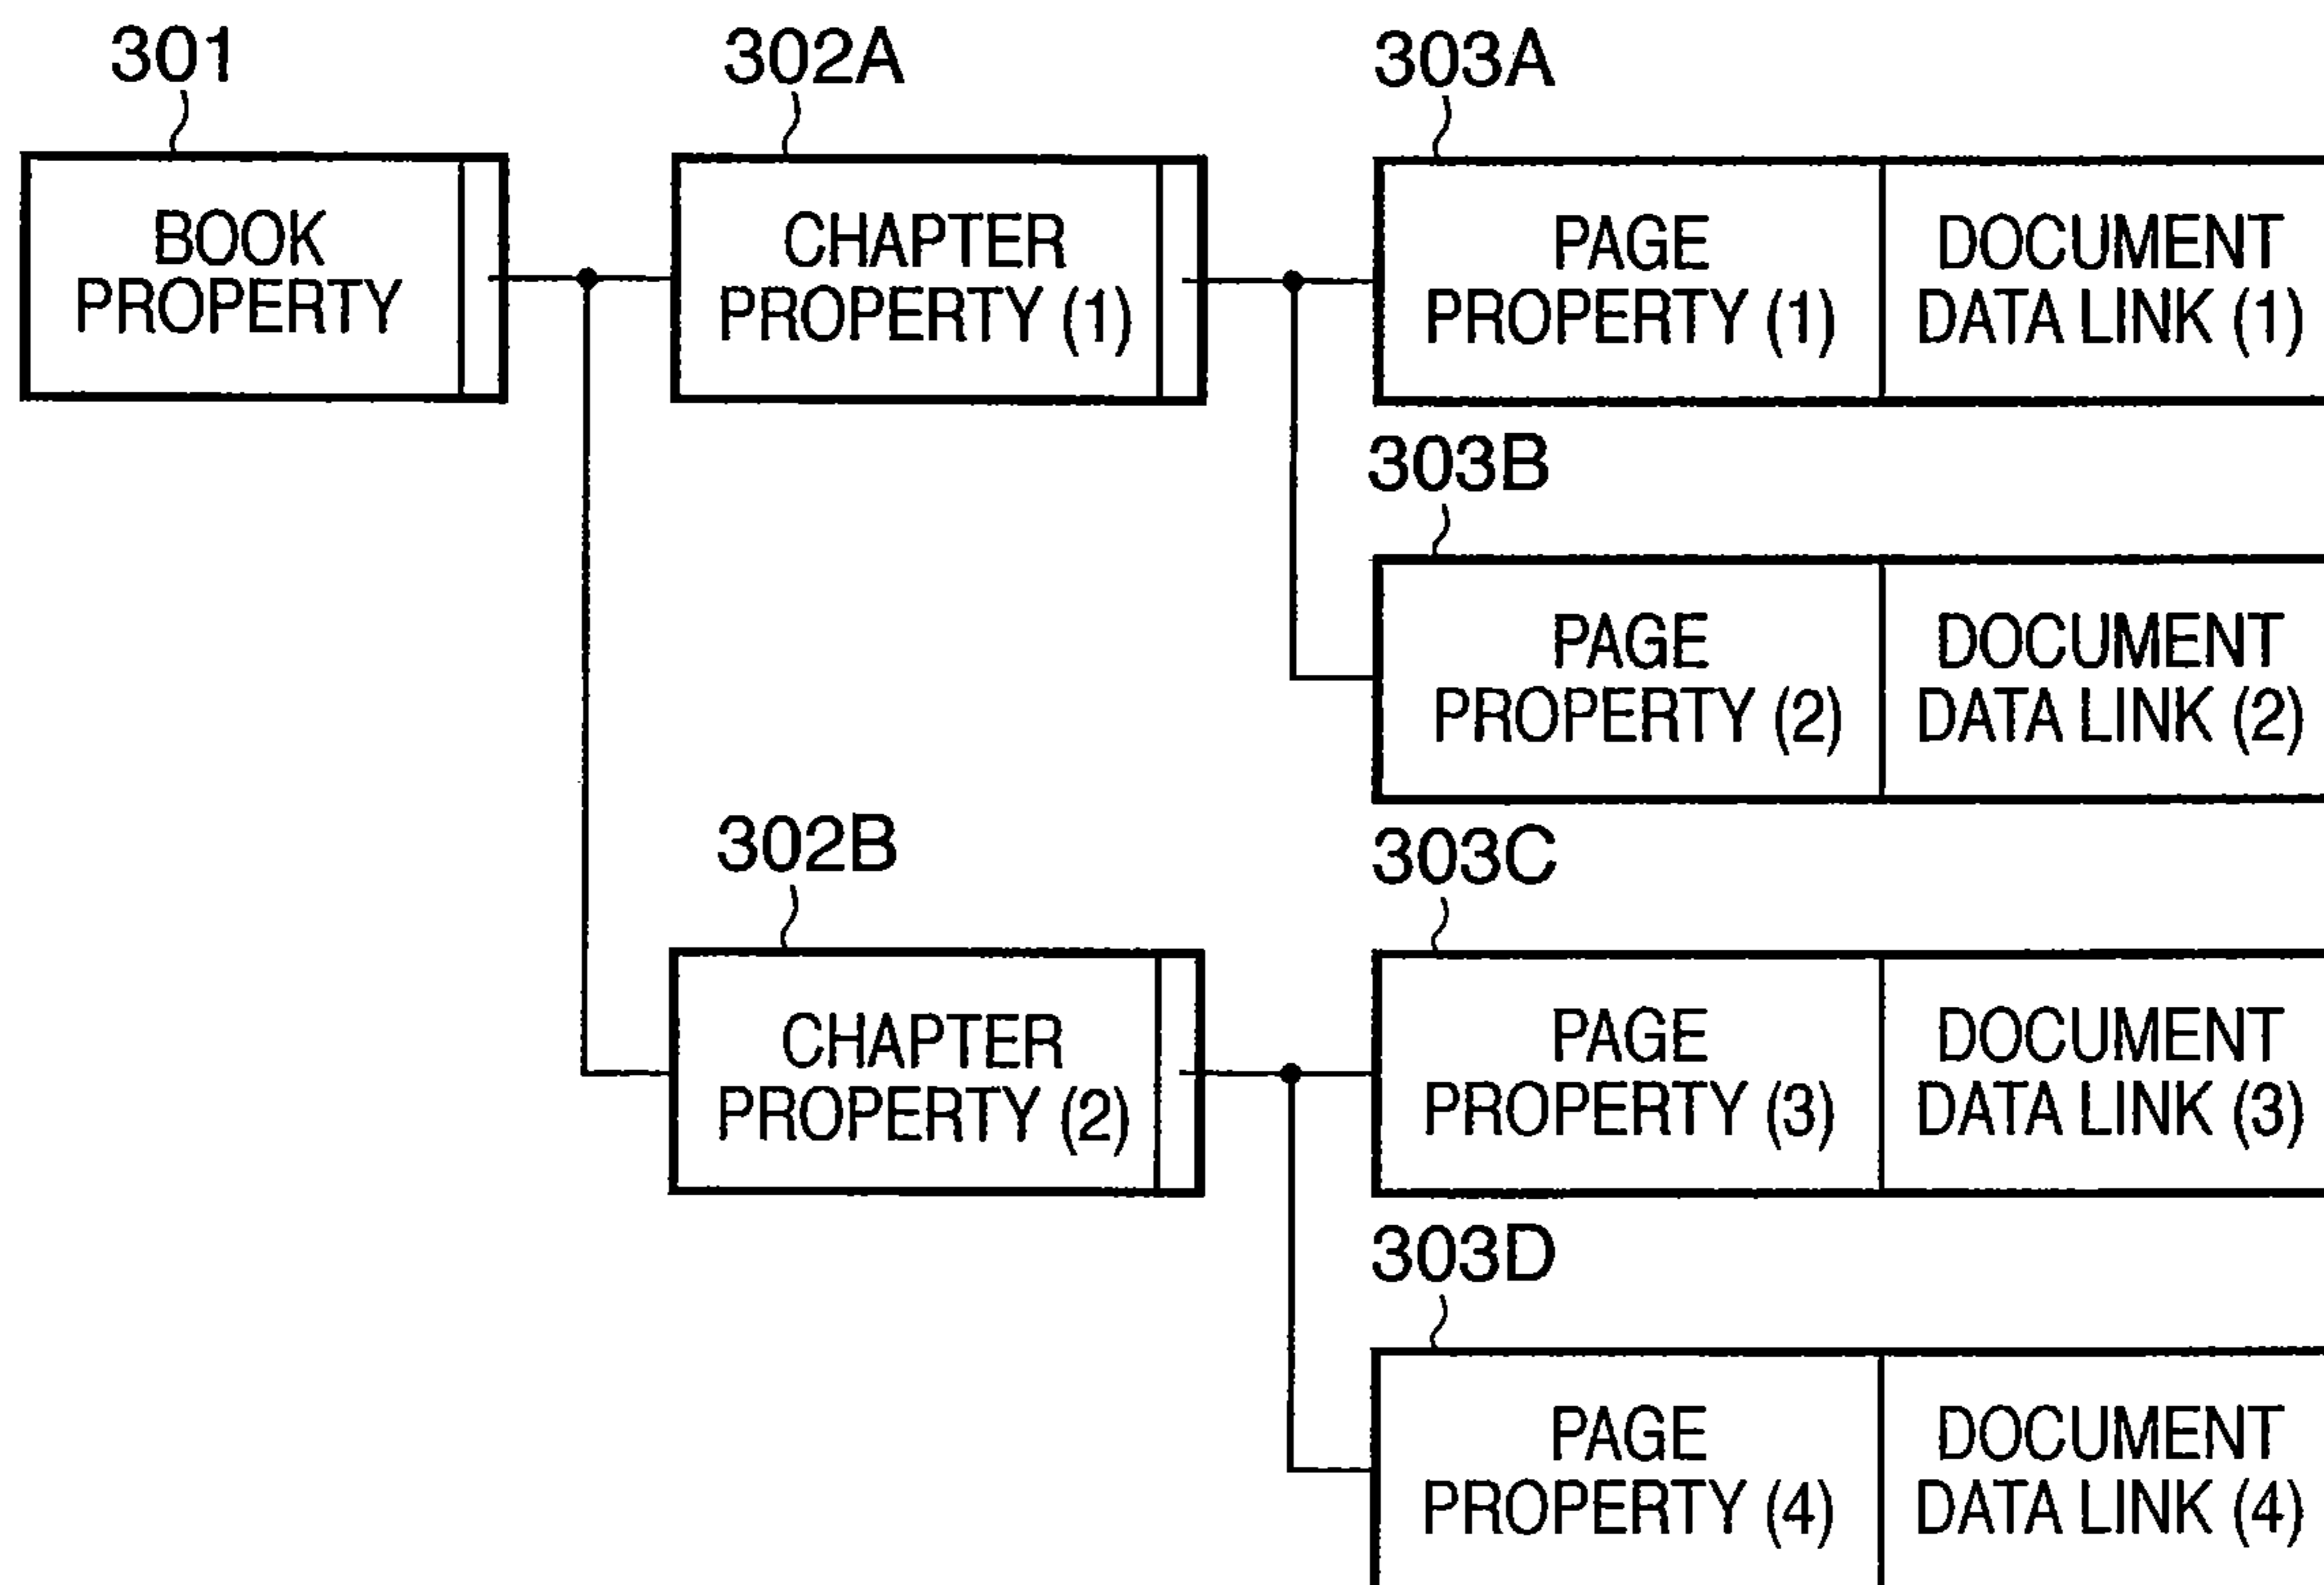 301
BOOK
PROPERTY
302A
CHAPTER
PROPERTY (1)
303A
PAGE
PROPERTY (1)
DOCUMENT
DATA LINK (1)
303B
PAGE
PROPERTY (2)
DOCUMENT
DATA LINK (2)
302B
CHAPTER
PROPERTY (2)
303C
PAGE
PROPERTY (3)
DOCUMENT
DATA LINK (3)
303D
PAGE
PROPERTY (4)
DOCUMENT
DATA LINK (4)